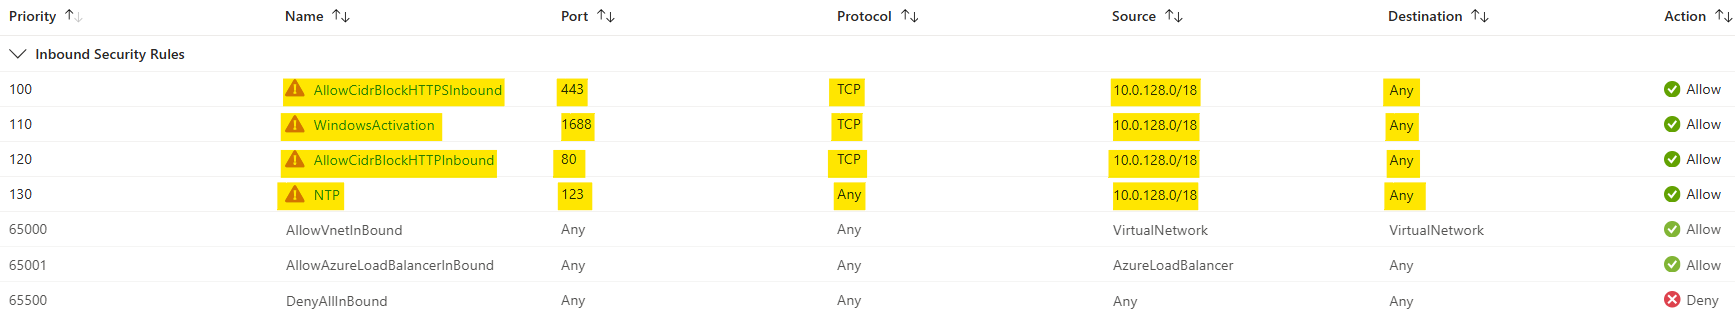 Priority Name Port Protocol Source Destination Action
Inbound Security Rules
100 AllowCidrBlockHTTPSInbound 443 TCP 10.0.128.0/18 Any Allow
110 WindowsActivation 1688 TCP 10.0.128.0/18 Any Allow
120 AllowCidrBlockHTTPInbound 80 TCP 10.0.128.0/18 Any Allow
130 NTP 123 Any 10.0.128.0/18 Any Allow
65000 AllowVnetInBound Any Any VirtualNetwork VirtualNetwork Allow
65001 AllowAzureLoadBalancerInBound Any Any AzureLoadBalancer Any Allow
65500 DenyAllInBound Any Any Any Any Deny